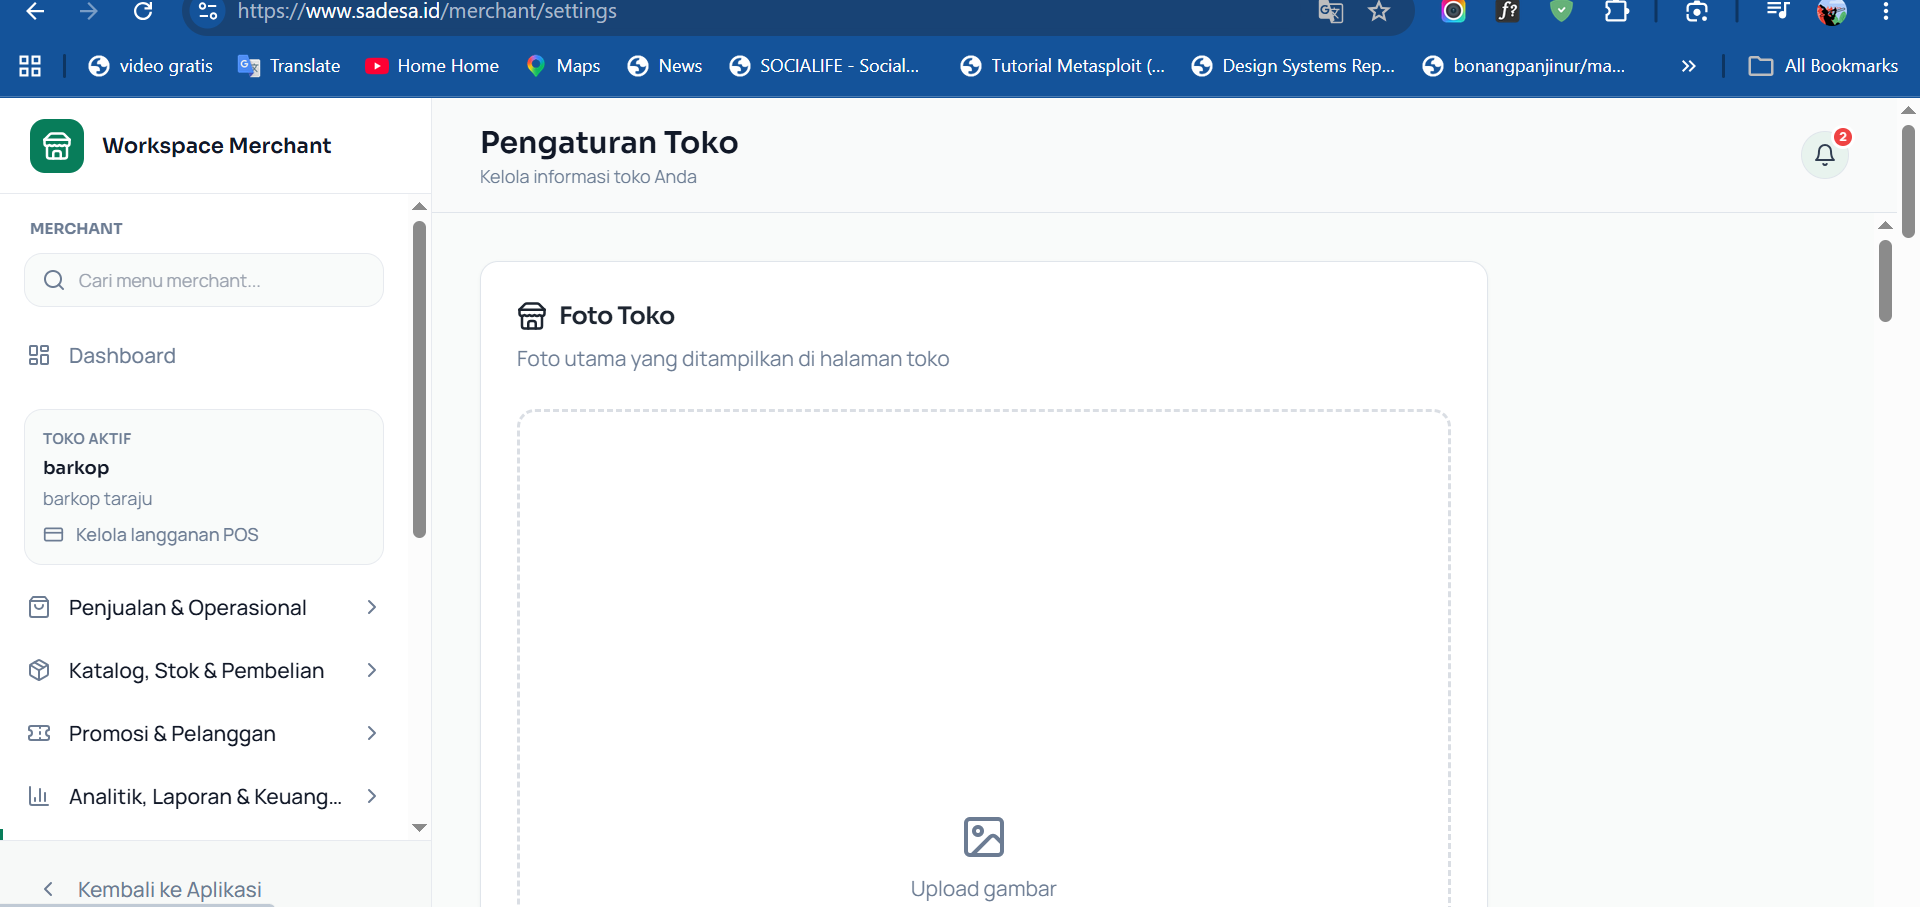 https://www.sadesa.id/merchant/settings
video gratis
Translate
Home Home
Maps
News
SOCIALIFE - Social...
Tutorial Metasploit (...
Design Systems Rep...
bonangpanjinur/ma...
All Bookmarks
Workspace Merchant
MERCHANT
Cari menu merchant...
Dashboard
TOKO AKTIF
barkop
barkop taraju
Kelola langganan POS
Penjualan & Operasional
Katalog, Stok & Pembelian
Promosi & Pelanggan
Analitik, Laporan & Keuang...
Kembali ke Aplikasi
Pengaturan Toko
Kelola informasi toko Anda
2
Foto Toko
Foto utama yang ditampilkan di halaman toko
Upload gambar